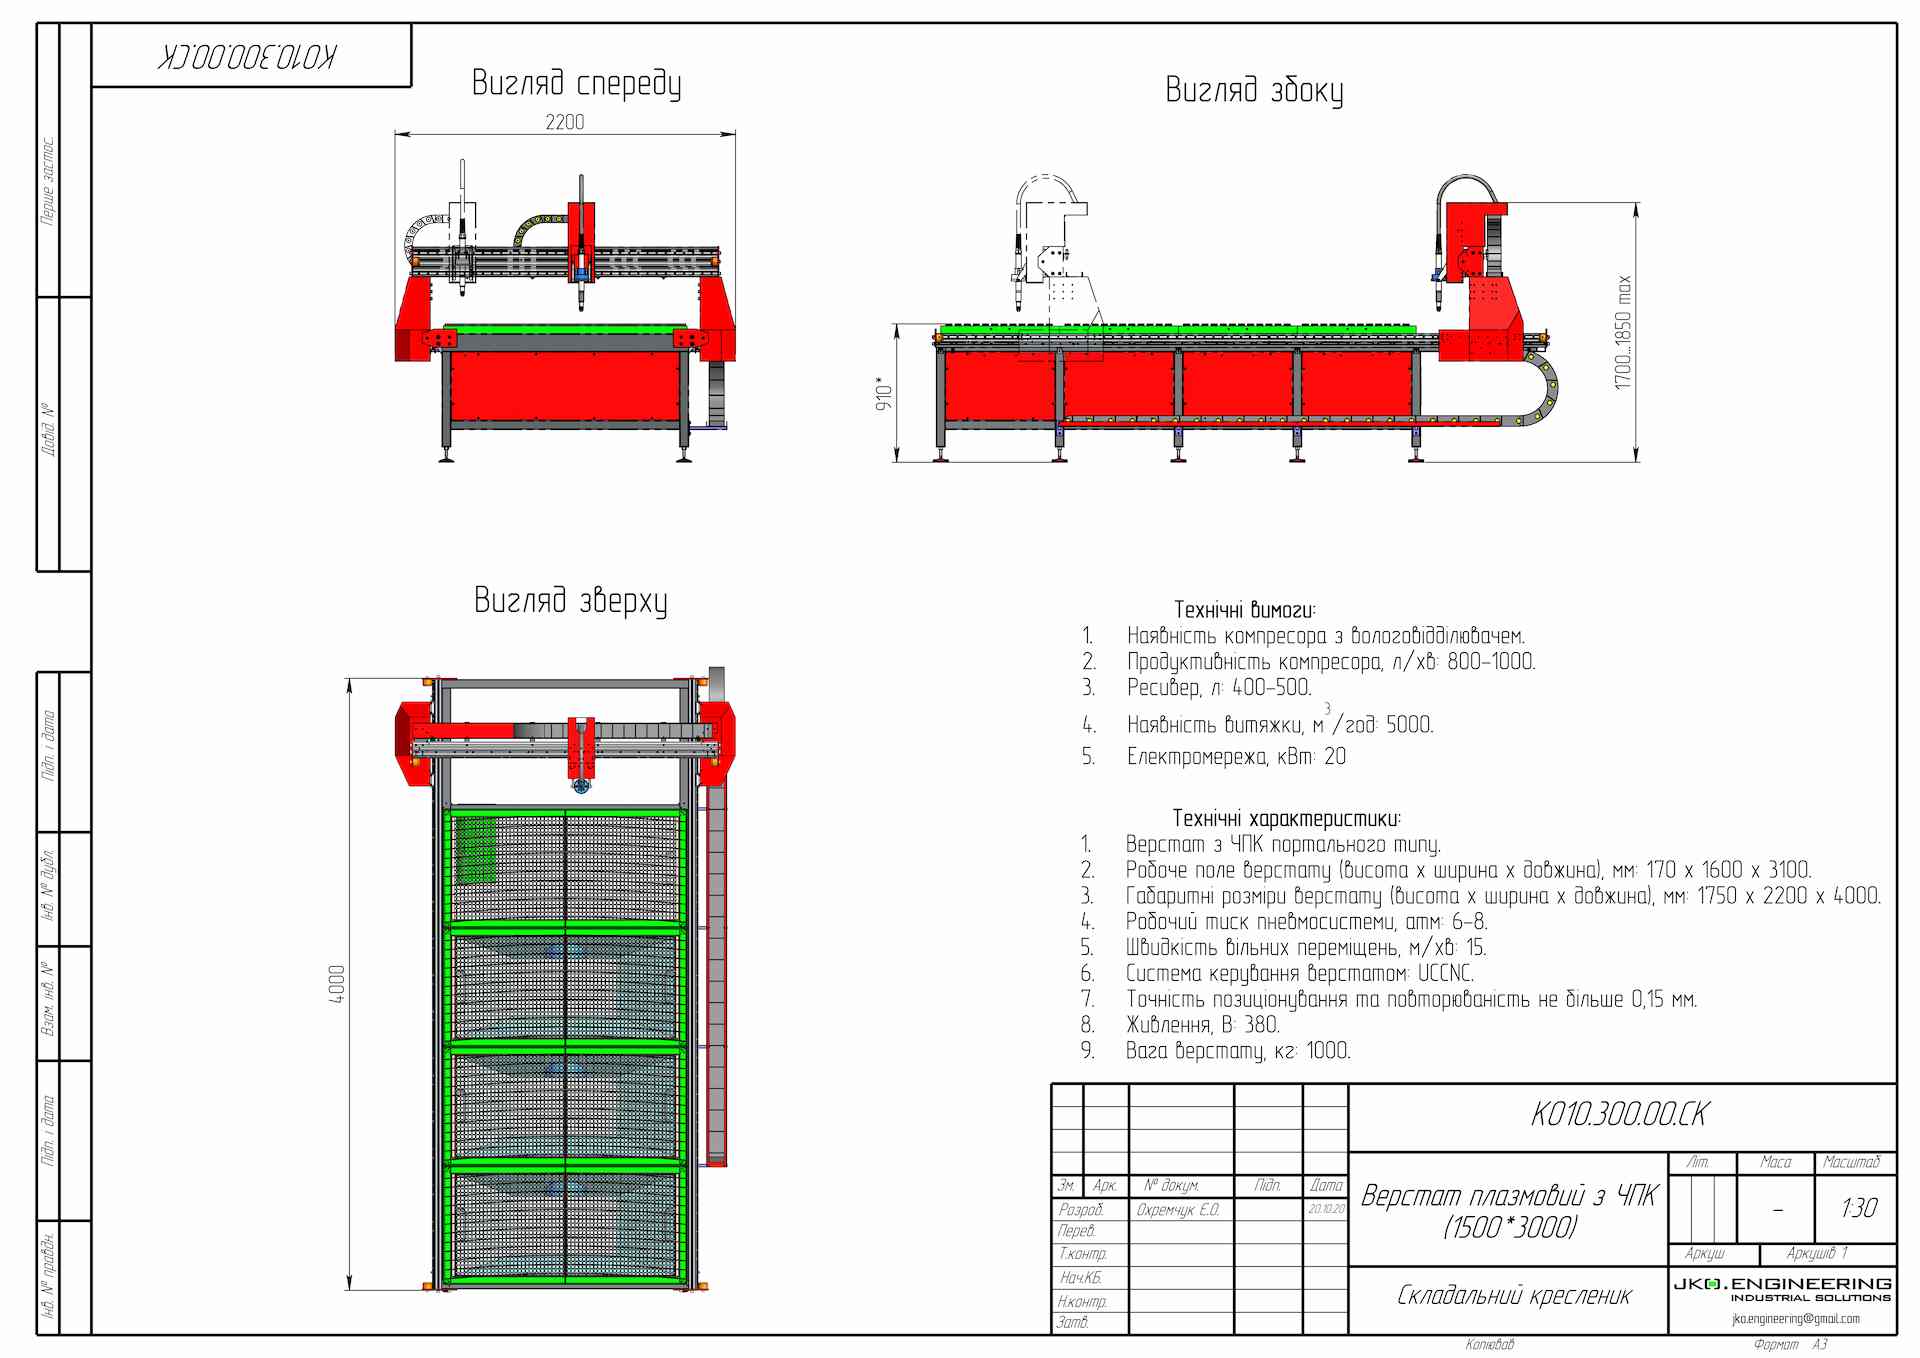 КО10.300.00.СК
Перше застос.
Довід. №
Підп. і дата
Інв. № дубл.
Взам. інв. №
Підп. і дата
Інв. № правдн.
Вигляд спереду
2200
Вигляд збоку
910*
1700...1850 max
Вигляд зверху
4000
Технічні вимоги:
1. Наявність компресора з вологовідділювачем.
2. Продуктивність компресора, л/хв: 800-1000.
3. Ресивер, л: 400-500.
4. Наявність витяжки, м³/год: 5000.
5. Електромережа, кВт: 20
Технічні характеристики:
1. Верстат з ЧПК портального типу.
2. Робоче поле верстату (висота х ширина х довжина), мм: 170 х 1600 х 3100.
3. Габаритні розміри верстату (висота х ширина х довжина), мм: 1750 х 2200 х 4000.
4. Робочий тиск пневмосистеми, атм: 6-8.
5. Швидкість вільних переміщень, м/хв: 15.
6. Система керування верстатом: UCCNC.
7. Точність позиціонування та повторюваність не більше 0,15 мм.
8. Живлення, В: 380.
9. Вага верстату, кг: 1000.
КО10.300.00.СК
Зм. Арк. № докум. Підп. Дата
Розроб. Охремчук Е.О. 20.10.20
Перев.
Т.контр.
Нач.КБ.
Н.контр.
Затв.
Верстат плазмовий з ЧПК
(1500*3000)
Складальний кресленик
Літ. Маса Масштаб
- 1:30
Аркуш Аркушів 1
JKO.ENGINEERING
INDUSTRIAL SOLUTIONS
jko.engineering@gmail.com
Копіював Формат А3